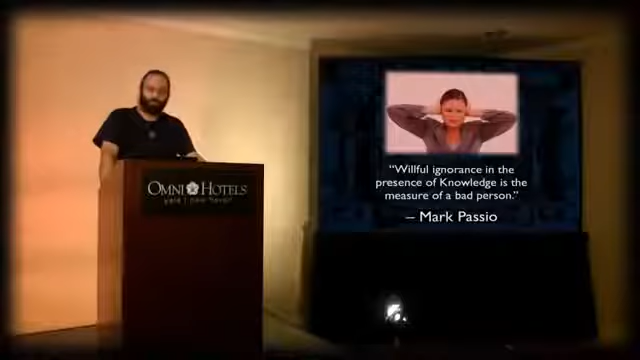 OMNI HOTELS
yale | new haven
“Willful ignorance in the
presence of Knowledge is the
measure of a bad person.”
– Mark Passio